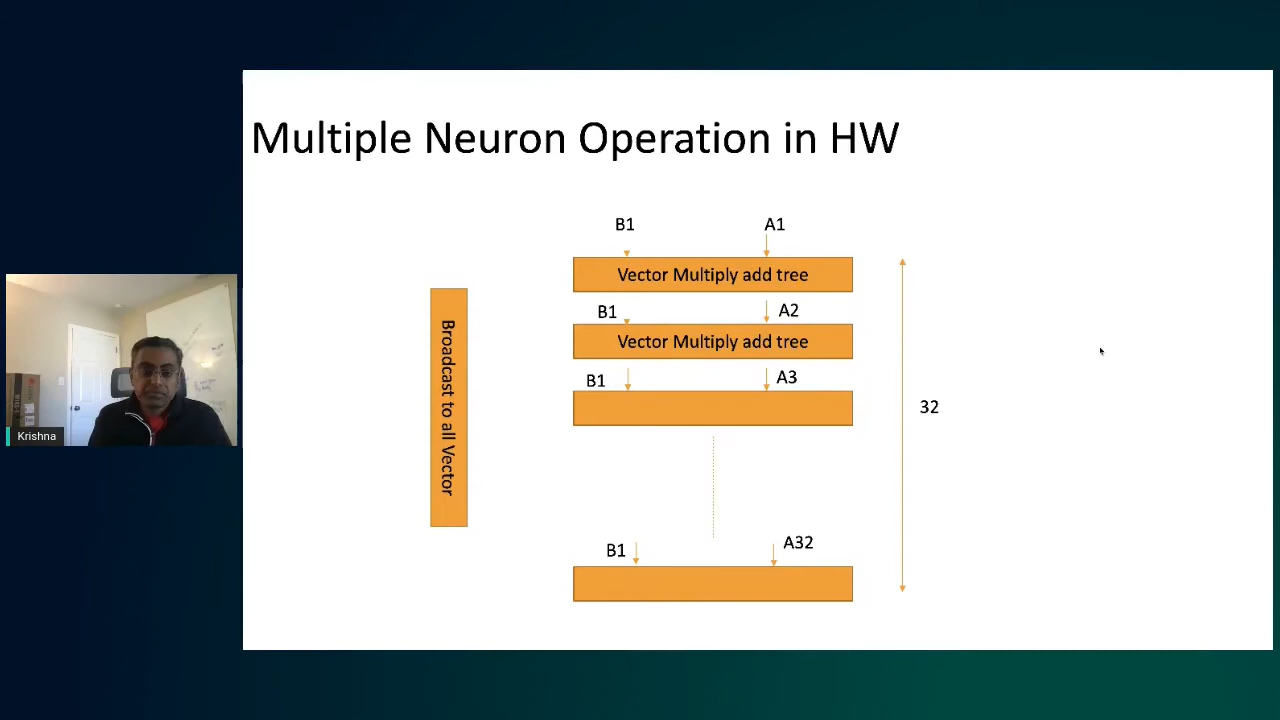 Multiple Neuron Operation in HW
B1
A1
Vector Multiply add tree
B1
A2
Vector Multiply add tree
B1
A3
Broadcast to all Vector
32
B1
A32
Krishna